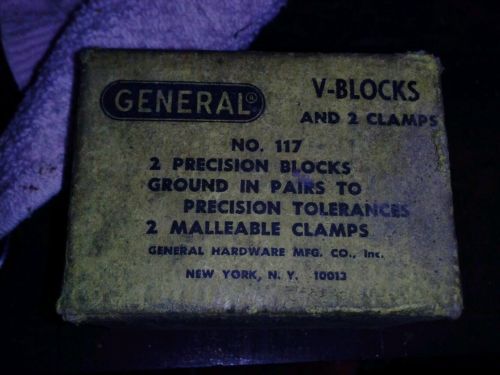 GENERAL®
V-BLOCKS
AND 2 CLAMPS
NO. 117
2 PRECISION BLOCKS
GROUND IN PAIRS TO
PRECISION TOLERANCES
2 MALLEABLE CLAMPS
GENERAL HARDWARE MFG. CO., Inc.
NEW YORK, N. Y. 10013